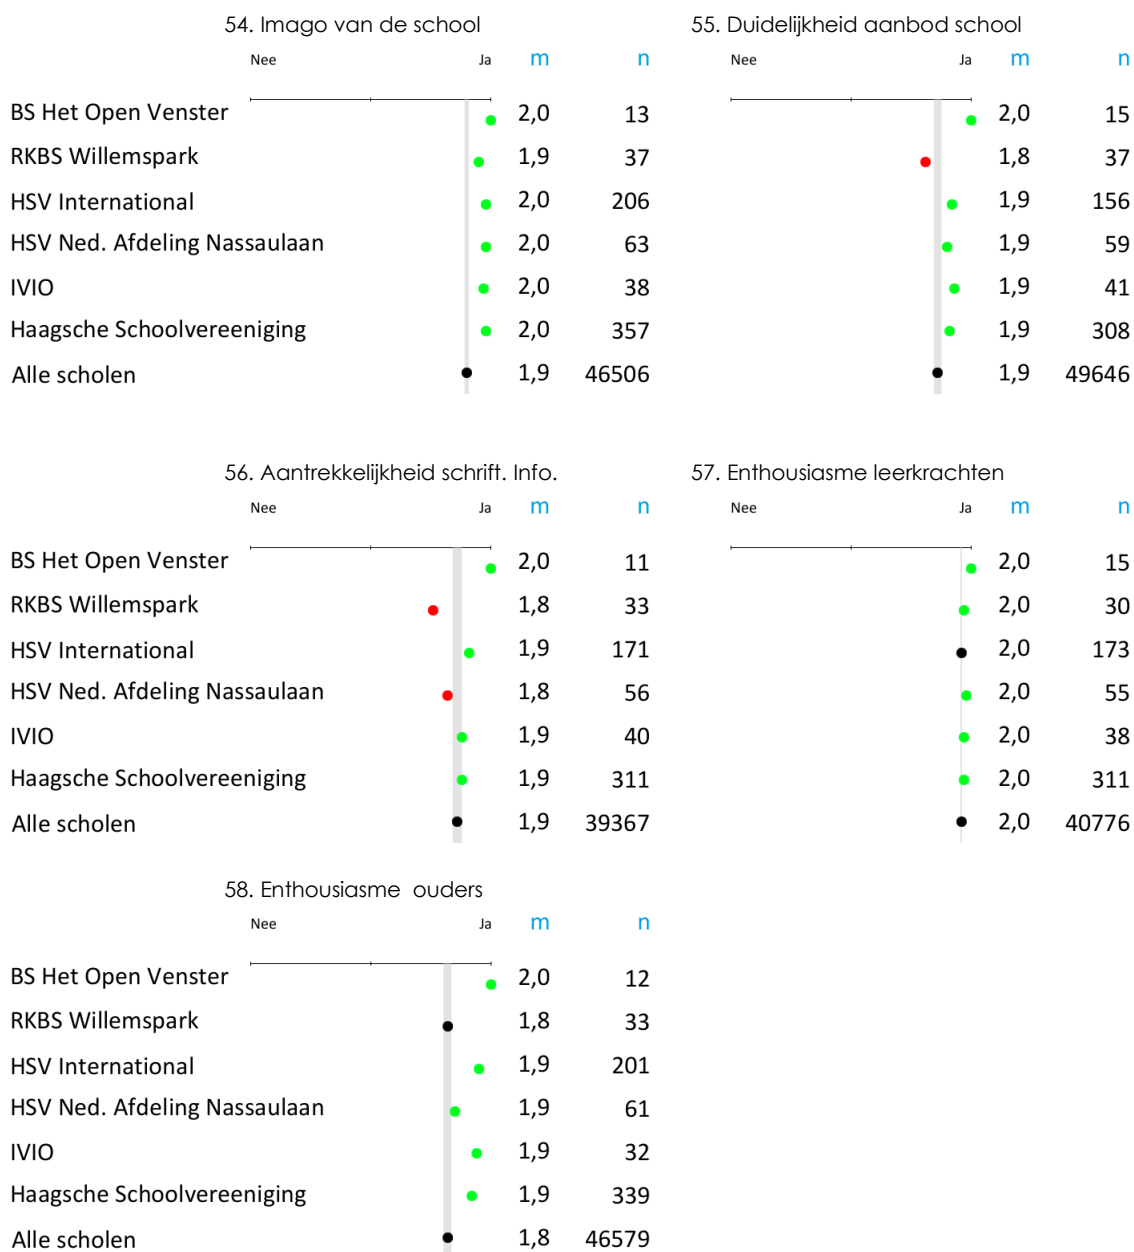 54. Imago van de school
Nee Ja m n
BS Het Open Venster 2,0 13
RKBS Willemspark 1,9 37
HSV International 2,0 206
HSV Ned. Afdeling Nassaulaan 2,0 63
IVIO 2,0 38
Haagsche Schoolvereeniging 2,0 357
Alle scholen 1,9 46506
55. Duidelijkheid aanbod school
Nee Ja m n
2,0 15
1,8 37
1,9 156
1,9 59
1,9 41
1,9 308
1,9 49646
56. Aantrekkelijkheid schrift. Info.
Nee Ja m n
BS Het Open Venster 2,0 11
RKBS Willemspark 1,8 33
HSV International 1,9 171
HSV Ned. Afdeling Nassaulaan 1,8 56
IVIO 1,9 40
Haagsche Schoolvereeniging 1,9 311
Alle scholen 1,9 39367
57. Enthousiasme leerkrachten
Nee Ja m n
2,0 15
2,0 30
2,0 173
2,0 55
2,0 38
2,0 311
2,0 40776
58. Enthousiasme ouders
Nee Ja m n
BS Het Open Venster 2,0 12
RKBS Willemspark 1,8 33
HSV International 1,9 201
HSV Ned. Afdeling Nassaulaan 1,9 61
IVIO 1,9 32
Haagsche Schoolvereeniging 1,9 339
Alle scholen 1,8 46579